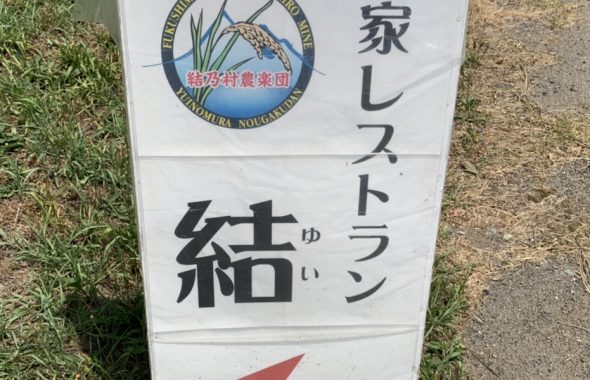 FUKUSHI
RO MINE
結乃村農楽団
YUINOMURA NOUGAKUDAN
家レストラン
結
ゆい